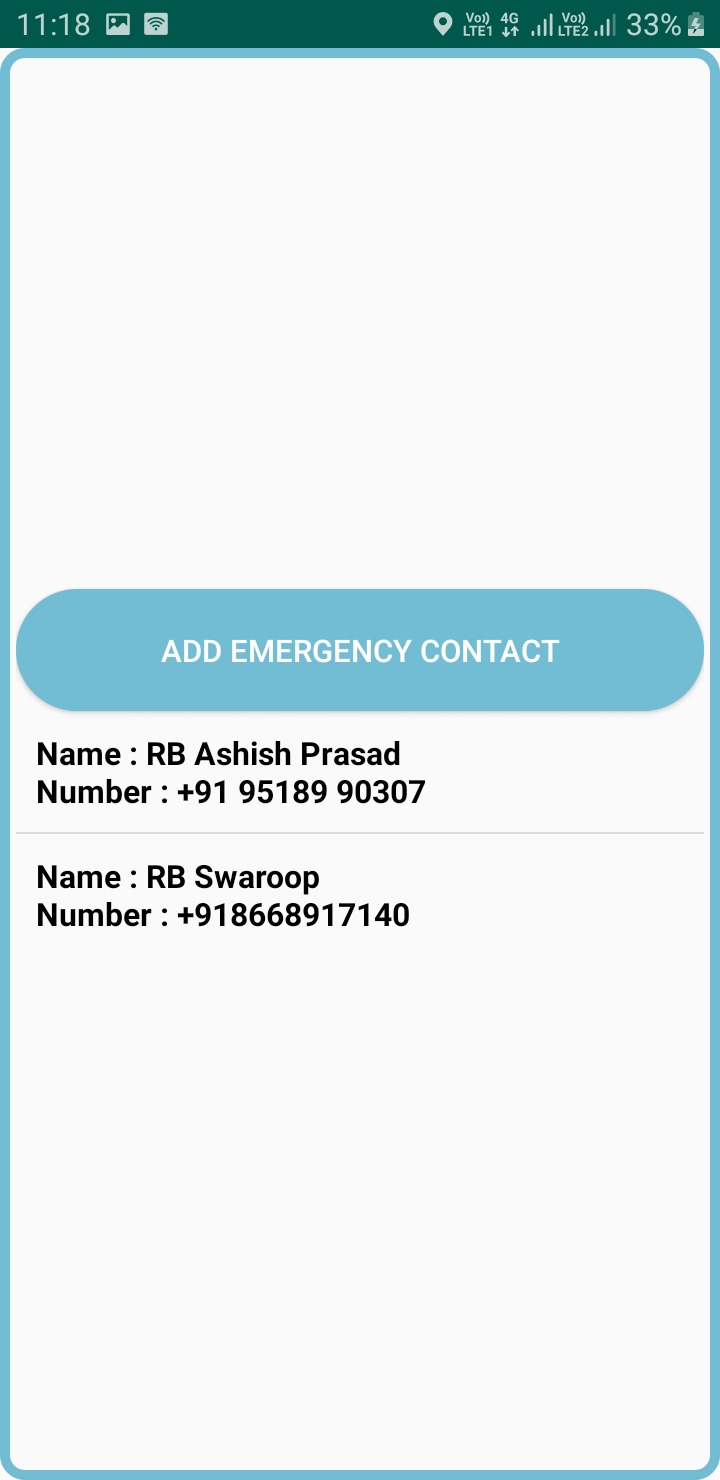 11:18 Vo)) LTE1 4G Vo)) LTE2 33%
ADD EMERGENCY CONTACT
Name : RB Ashish Prasad
Number : +91 95189 90307
Name : RB Swaroop
Number : +918668917140